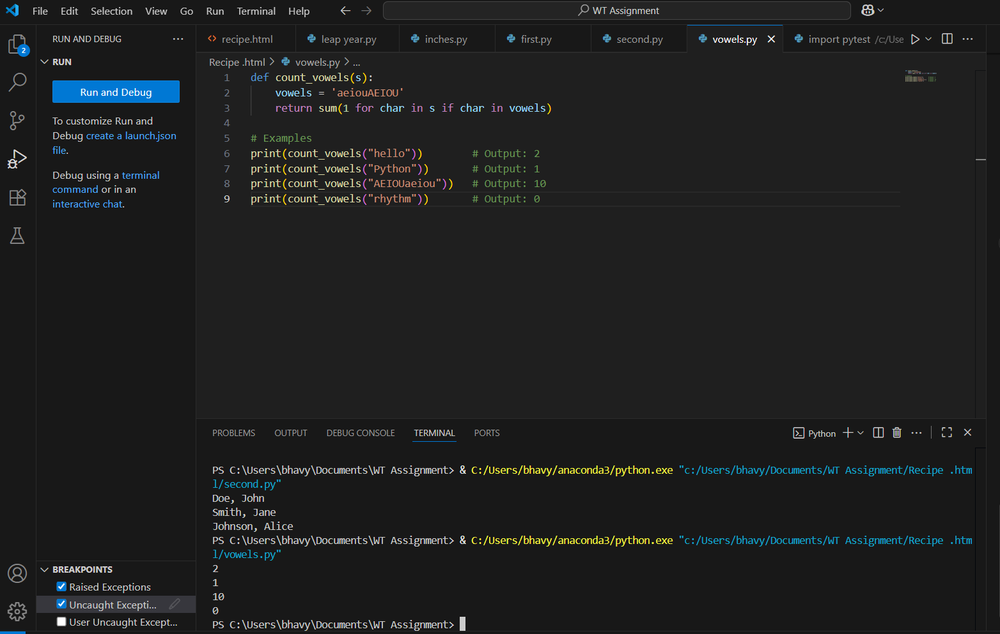 File Edit Selection View Go Run Terminal Help
WT Assignment
RUN AND DEBUG
RUN
Run and Debug
To customize Run and
Debug create a launch.json
file.
Debug using a terminal
command or in an
interactive chat.
2
recipe.html leap year.py inches.py first.py second.py vowels.py import pytest /c:/Use
Recipe .html > vowels.py > ...
1 def count_vowels(s):
2     vowels = 'aeiouAEIOU'
3     return sum(1 for char in s if char in vowels)
4
5 # Examples
6 print(count_vowels("hello"))        # Output: 2
7 print(count_vowels("Python"))       # Output: 1
8 print(count_vowels("AEIOUaeiou"))   # Output: 10
9 print(count_vowels("rhythm"))       # Output: 0
PROBLEMS OUTPUT DEBUG CONSOLE TERMINAL PORTS
Python
PS C:\Users\bhavy\Documents\WT Assignment> & C:/Users/bhavy/anaconda3/python.exe "c:/Users/bhavy/Documents/WT Assignment/Recipe .htm
l/second.py"
Doe, John
Smith, Jane
Johnson, Alice
PS C:\Users\bhavy\Documents\WT Assignment> & C:/Users/bhavy/anaconda3/python.exe "c:/Users/bhavy/Documents/WT Assignment/Recipe .htm
l/vowels.py"
2
1
10
0
PS C:\Users\bhavy\Documents\WT Assignment>
BREAKPOINTS
Raised Exceptions
Uncaught Excepti...
User Uncaught Except...